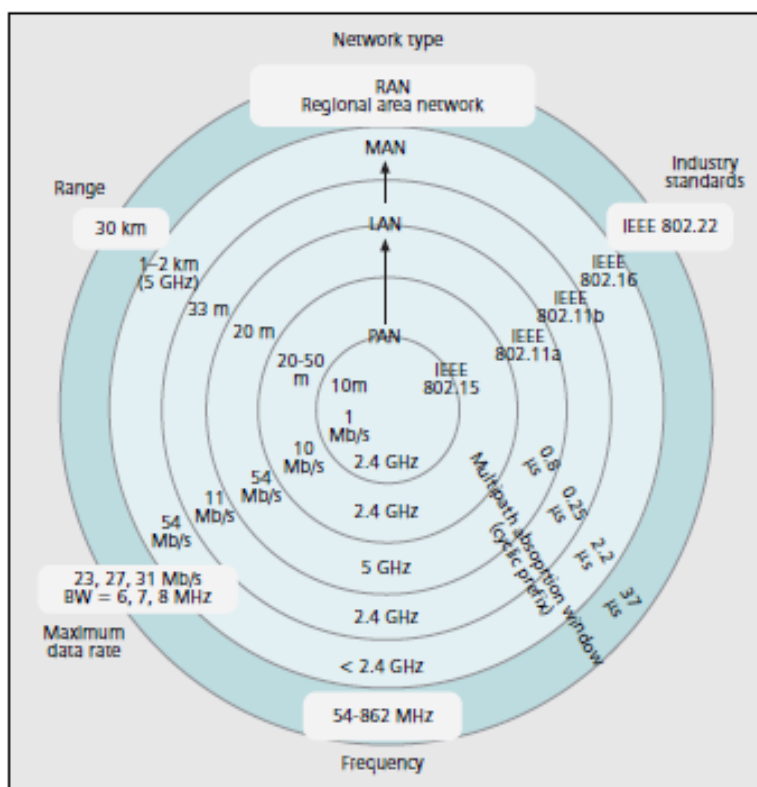 Network type
RAN
Regional area network
MAN
Industry
standards
Range
LAN
30 km
IEEE 802.22
1–2 km
(5 GHz)
IEEE
802.16
33 m
IEEE
802.11b
20 m
PAN
IEEE
802.11a
20-50
m
10m
IEEE
802.15
1
Mb/s
10
Mb/s
2.4 GHz
54
Mb/s
11
Mb/s
54
Mb/s
2.4 GHz
5 GHz
2.4 GHz
< 2.4 GHz
0.8
µs
0.25
µs
2.2
µs
37
µs
Multipath absoprtion window
(cyclic prefix)
23, 27, 31 Mb/s
BW = 6, 7, 8 MHz
Maximum
data rate
54-862 MHz
Frequency